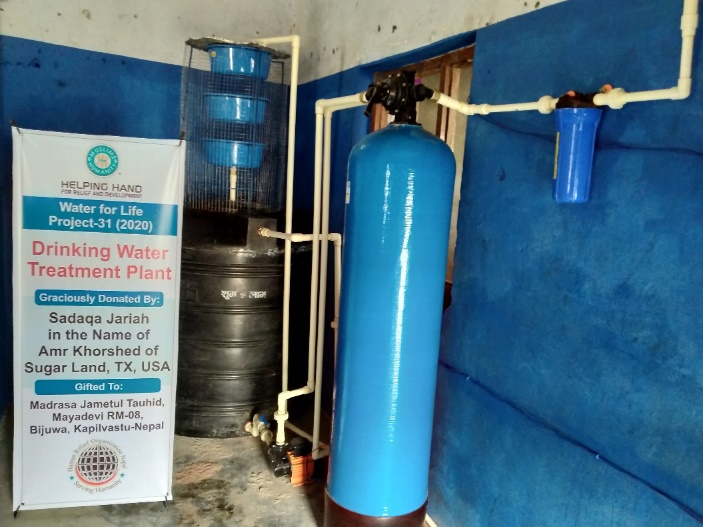 HELPING HAND
FOR RELIEF AND DEVELOPMENT
Water for Life
Project-31 (2020)
Drinking Water
Treatment Plant
Graciously Donated By:
Sadaqa Jariah
in the Name of
Amr Khorshed of
Sugar Land, TX, USA
Gifted To:
Madrasa Jametul Tauhid,
Mayadevi RM-08,
Bijuwa, Kapilvastu-Nepal
Serving Humanity
शुभ लाभ